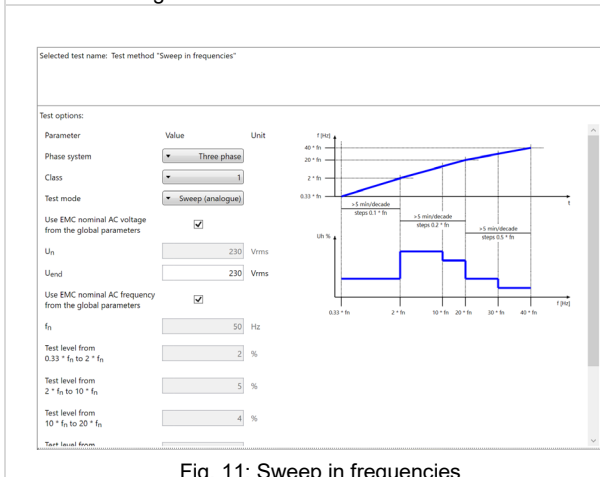 Selected test name: Test method "Sweep in frequencies"
Test options:
Parameter Value Unit
Phase system Three phase
Class 1
Test mode Sweep (analogue)
Use EMC nominal AC voltage
from the global parameters
Un 230 Vrms
Uend 230 Vrms
Use EMC nominal AC frequency
from the global parameters
fn 50 Hz
Test level from
0.33 * fn to 2 * fn 2 %
Test level from
2 * fn to 10 * fn 5 %
Test level from
10 * fn to 20 * fn 4 %
Test level from
f [Hz]
40 * fn
20 * fn
2 * fn
0.33 * fn
t
>5 min/decade
steps 0.1 * fn
>5 min/decade
steps 0.2 * fn
>5 min/decade
steps 0.5 * fn
Uh %
f [Hz]
0.33 * fn 2 * fn 10 * fn 20 * fn 30 * fn 40 * fn
Fig. 11: Sweep in frequencies